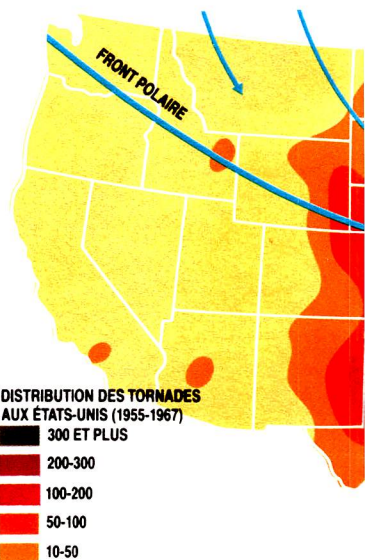 FRONT POLAIRE
DISTRIBUTION DES TORNADES
AUX ÉTATS-UNIS (1955-1967)
300 ET PLUS
200-300
100-200
50-100
10-50